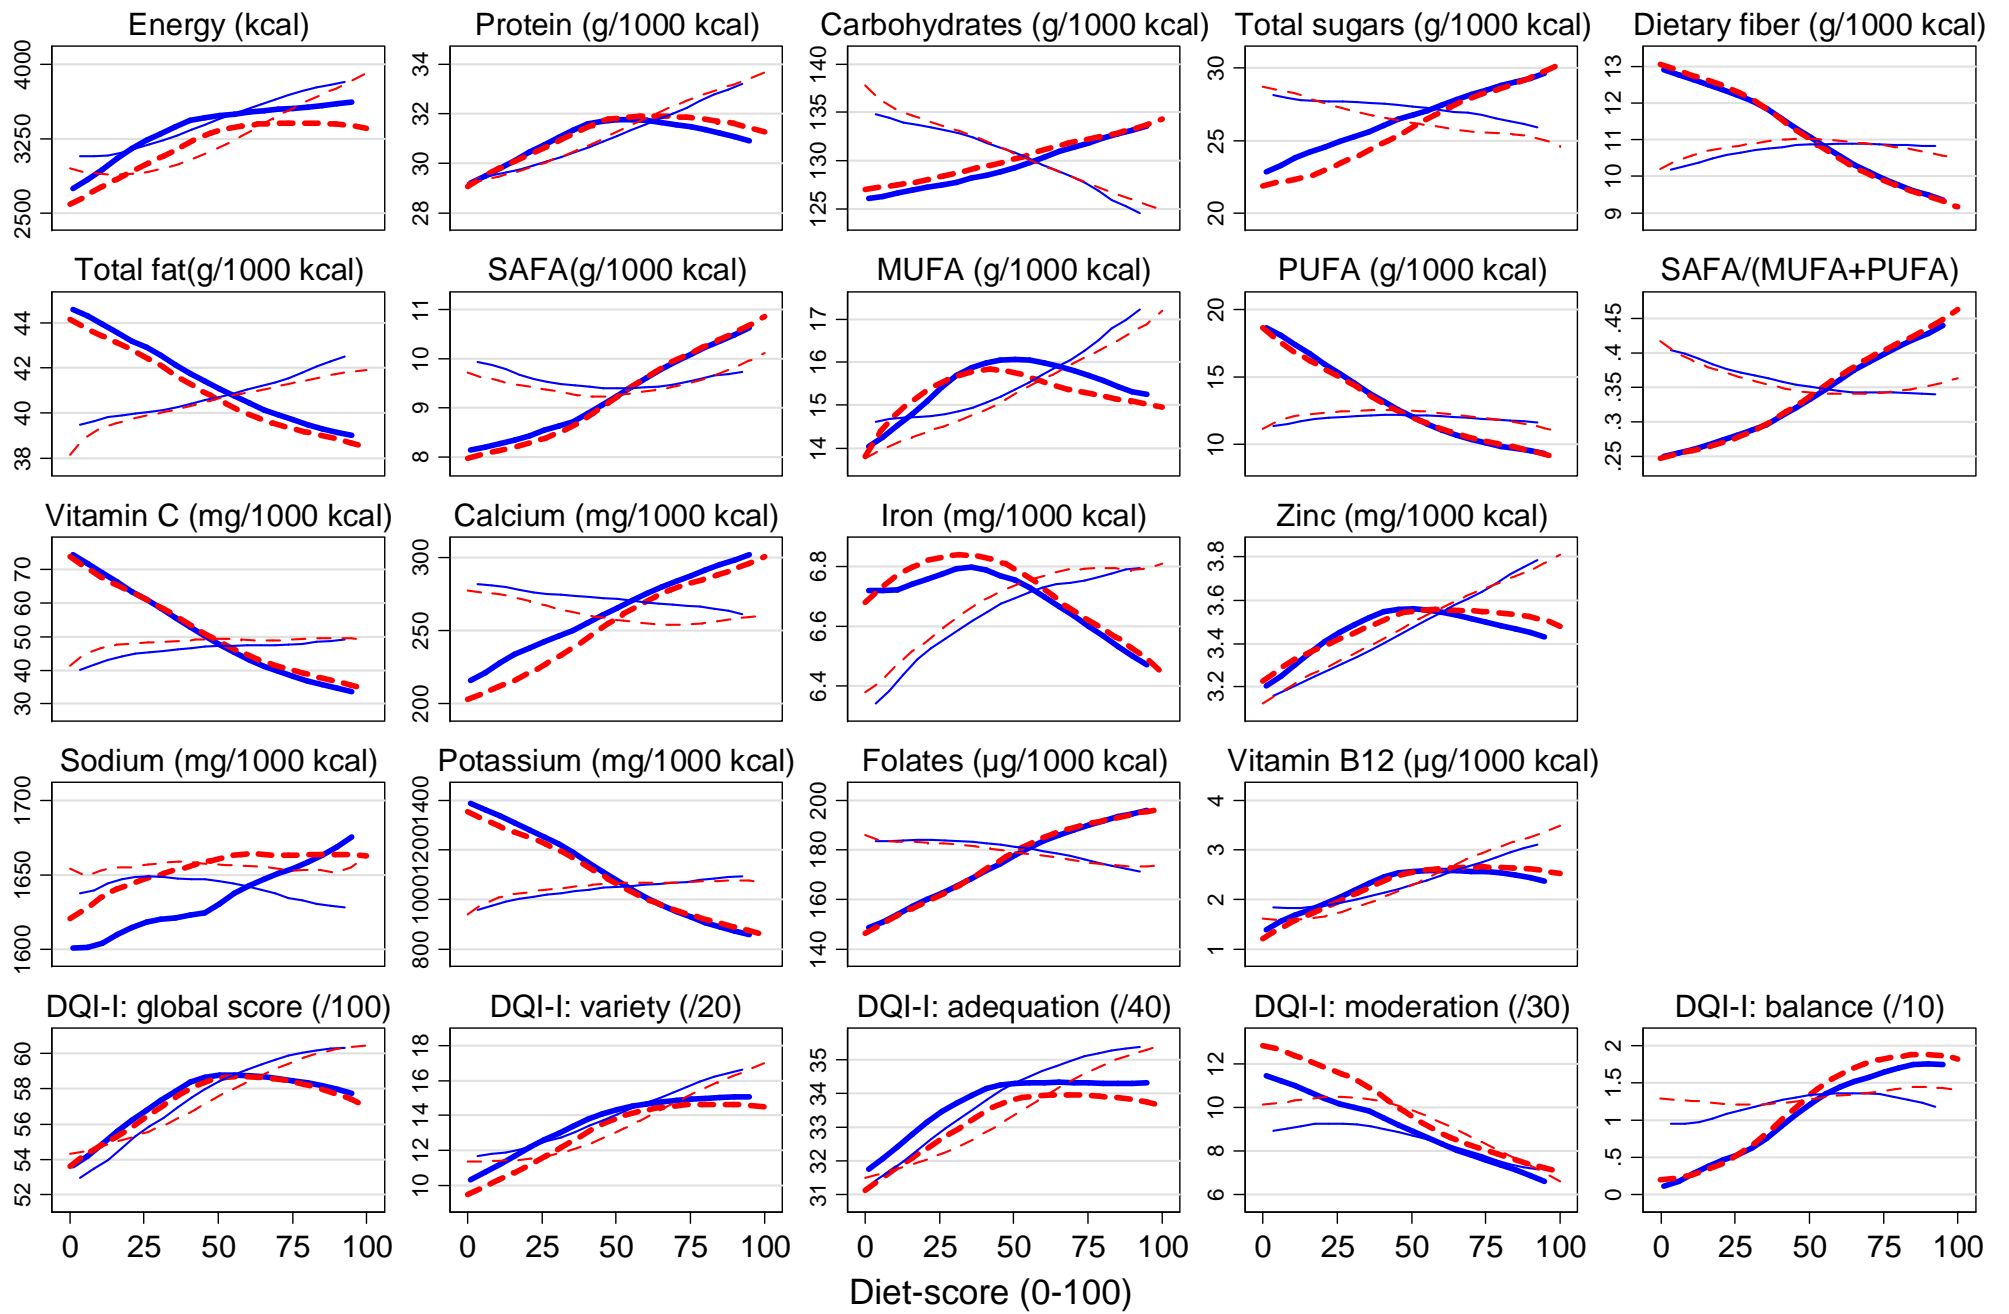 Energy (kcal) Protein (g/1000 kcal) Carbohydrates (g/1000 kcal) Total sugars (g/1000 kcal) Dietary fiber (g/1000 kcal)
2500 3250 4000
28 30 32 34
125 130 135 140
20 25 30
9 10 11 12 13
Total fat(g/1000 kcal) SAFA(g/1000 kcal) MUFA (g/1000 kcal) PUFA (g/1000 kcal) SAFA/(MUFA+PUFA)
38 40 42 44
8 9 10 11
14 15 16 17
10 15 20
.25 .3 .35 .4 .45
Vitamin C (mg/1000 kcal) Calcium (mg/1000 kcal) Iron (mg/1000 kcal) Zinc (mg/1000 kcal)
30 40 50 60 70
200 250 300
6.4 6.6 6.8
3.2 3.4 3.6 3.8
Sodium (mg/1000 kcal) Potassium (mg/1000 kcal) Folates (µg/1000 kcal) Vitamin B12 (µg/1000 kcal)
1600 1650 1700
800 1000 1200 1400
140 160 180 200
1 2 3 4
DQI-I: global score (/100) DQI-I: variety (/20) DQI-I: adequation (/40) DQI-I: moderation (/30) DQI-I: balance (/10)
52 54 56 58 60
10 12 14 16 18
31 32 33 34 35
6 8 10 12
0 .5 1 1.5 2
0 25 50 75 100 0 25 50 75 100 0 25 50 75 100 0 25 50 75 100 0 25 50 75 100
Diet-score (0-100)